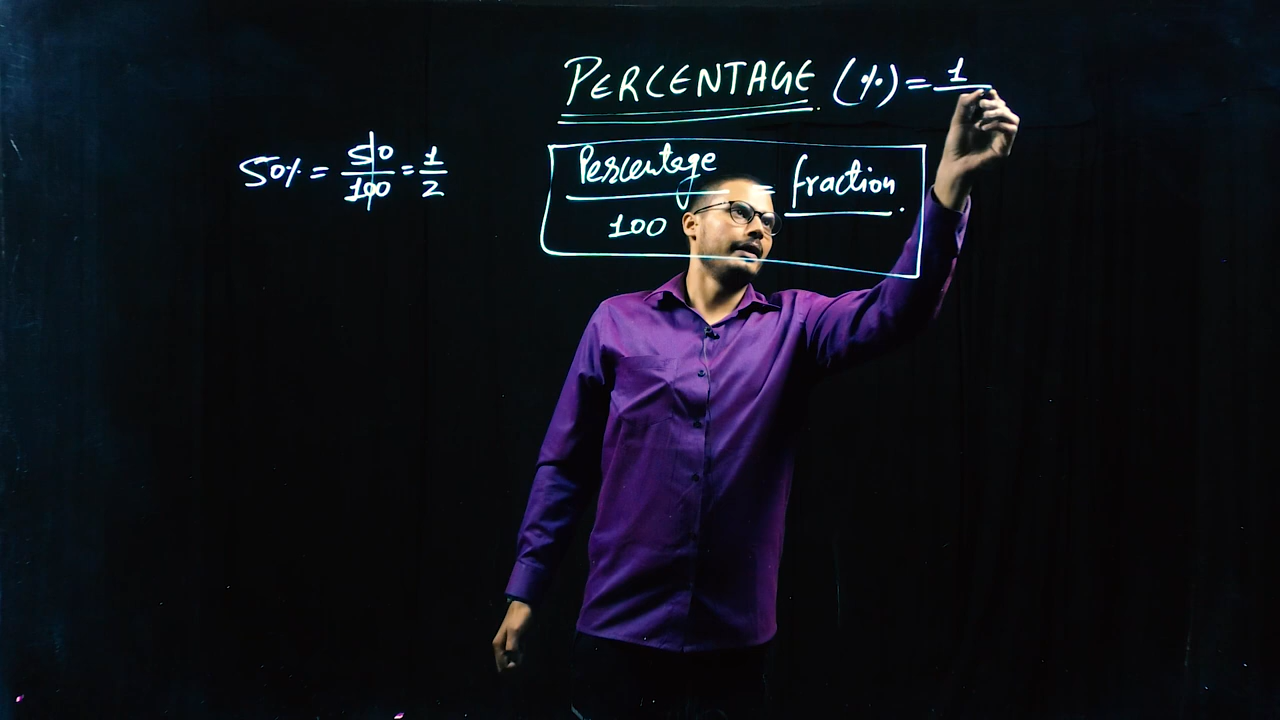 PERCENTAGE (%) = 1
50% = 50/100 = 1/2
Percentage/100 = fraction.